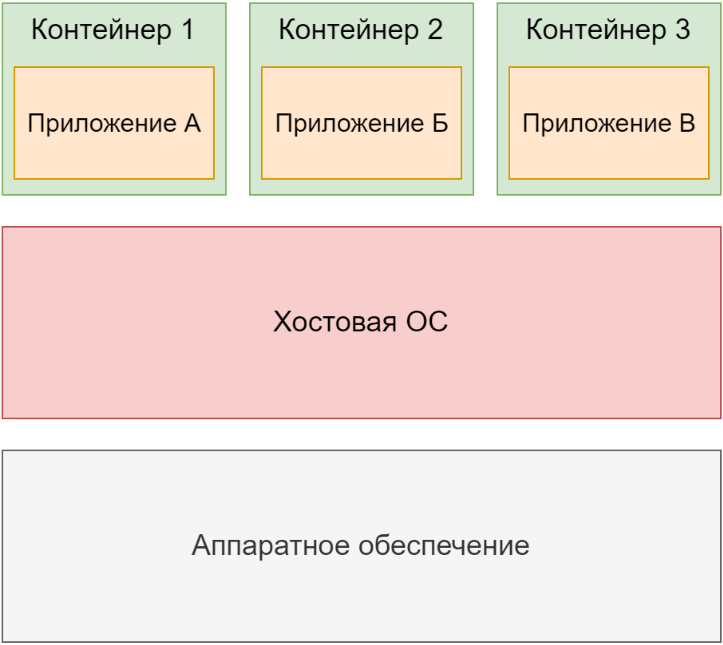 Контейнер 1
Контейнер 2
Контейнер 3
Приложение А
Приложение Б
Приложение В
Хостовая ОС
Аппаратное обеспечение